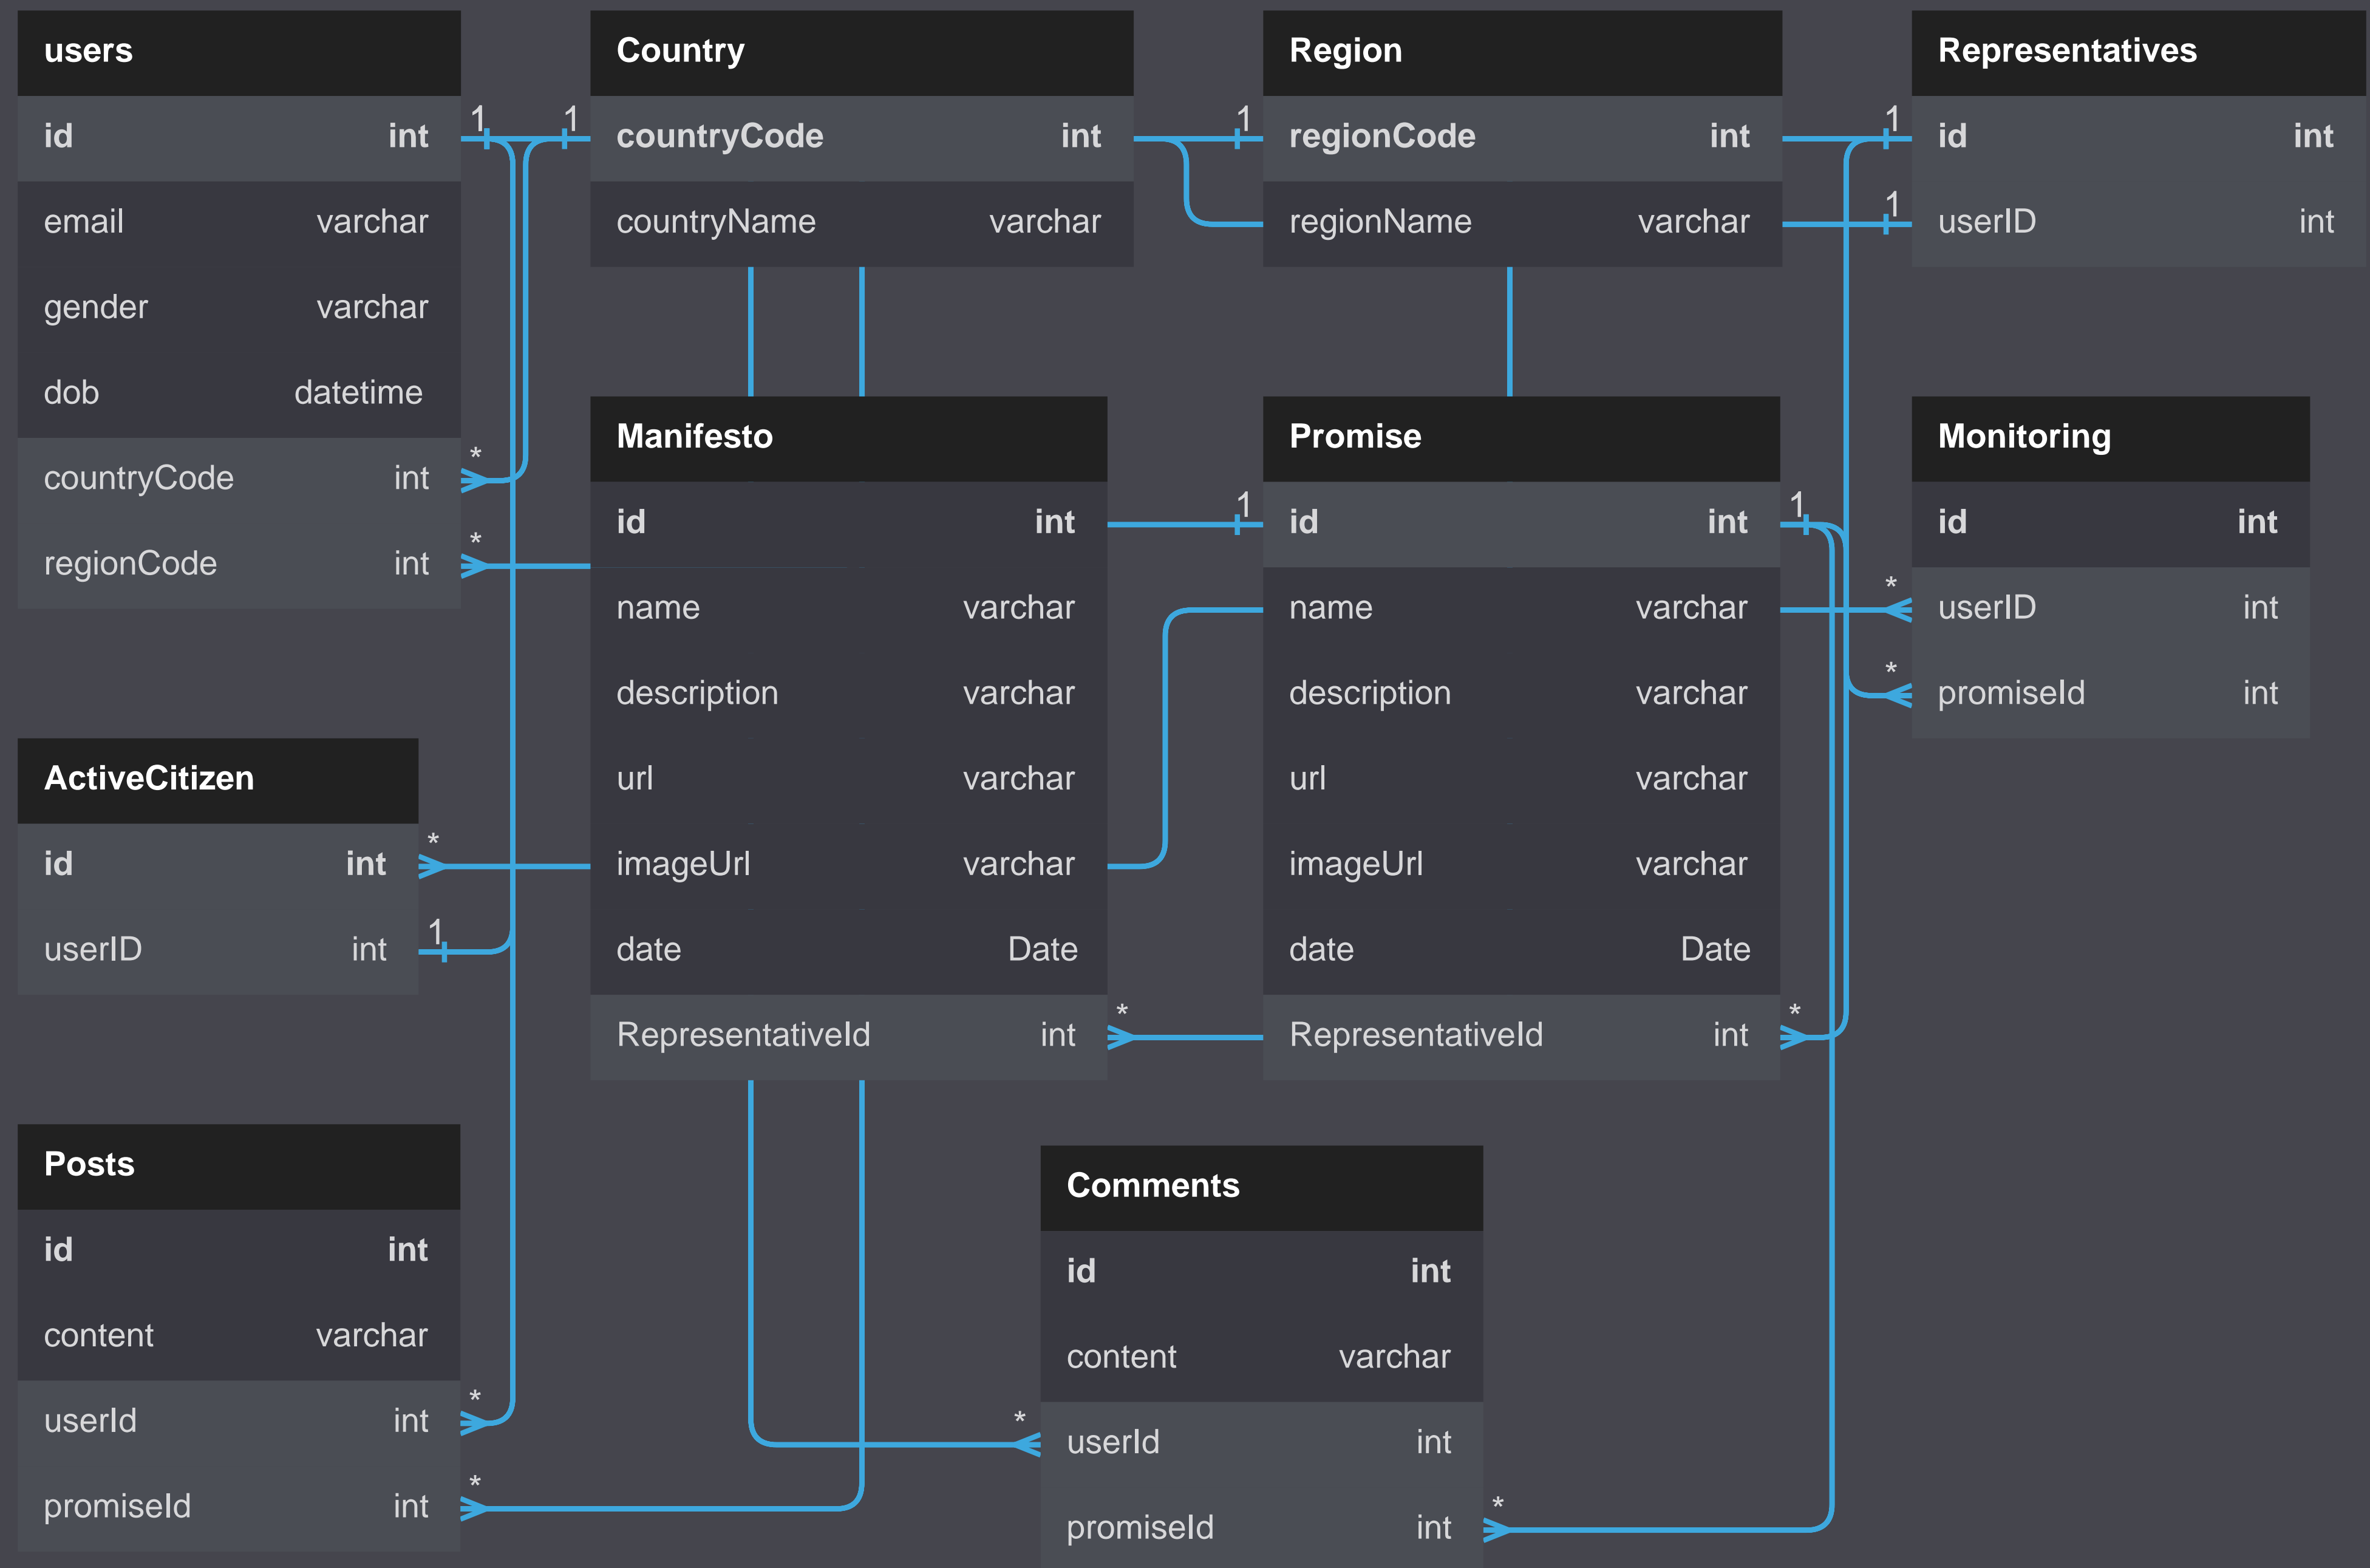 users
id int
email varchar
gender varchar
dob datetime
countryCode int
regionCode int
1
*
*
Country
countryCode int
countryName varchar
1
Region
regionCode int
regionName varchar
1
Representatives
id int
userID int
1
1
Manifesto
id int
name varchar
description varchar
url varchar
imageUrl varchar
date Date
RepresentativeId int
*
Promise
id int
name varchar
description varchar
url varchar
imageUrl varchar
date Date
RepresentativeId int
1
1
*
Monitoring
id int
userID int
promiseId int
*
*
ActiveCitizen
id int
userID int
*
1
Posts
id int
content varchar
userId int
promiseId int
*
*
Comments
id int
content varchar
userId int
promiseId int
*
*